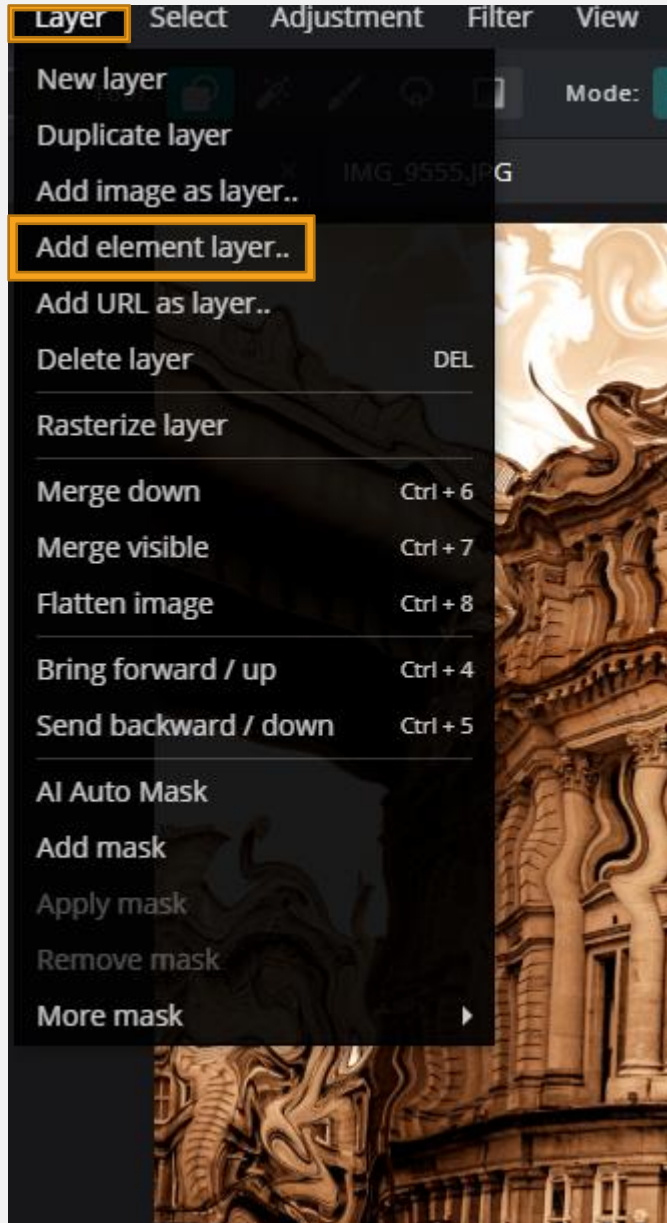 Layer Select Adjustment Filter View
Mode:
IMG_9555.JPG
New layer
Duplicate layer
Add image as layer..
Add element layer..
Add URL as layer..
Delete layer DEL
Rasterize layer
Merge down Ctrl + 6
Merge visible Ctrl + 7
Flatten image Ctrl + 8
Bring forward / up Ctrl + 4
Send backward / down Ctrl + 5
AI Auto Mask
Add mask
Apply mask
Remove mask
More mask